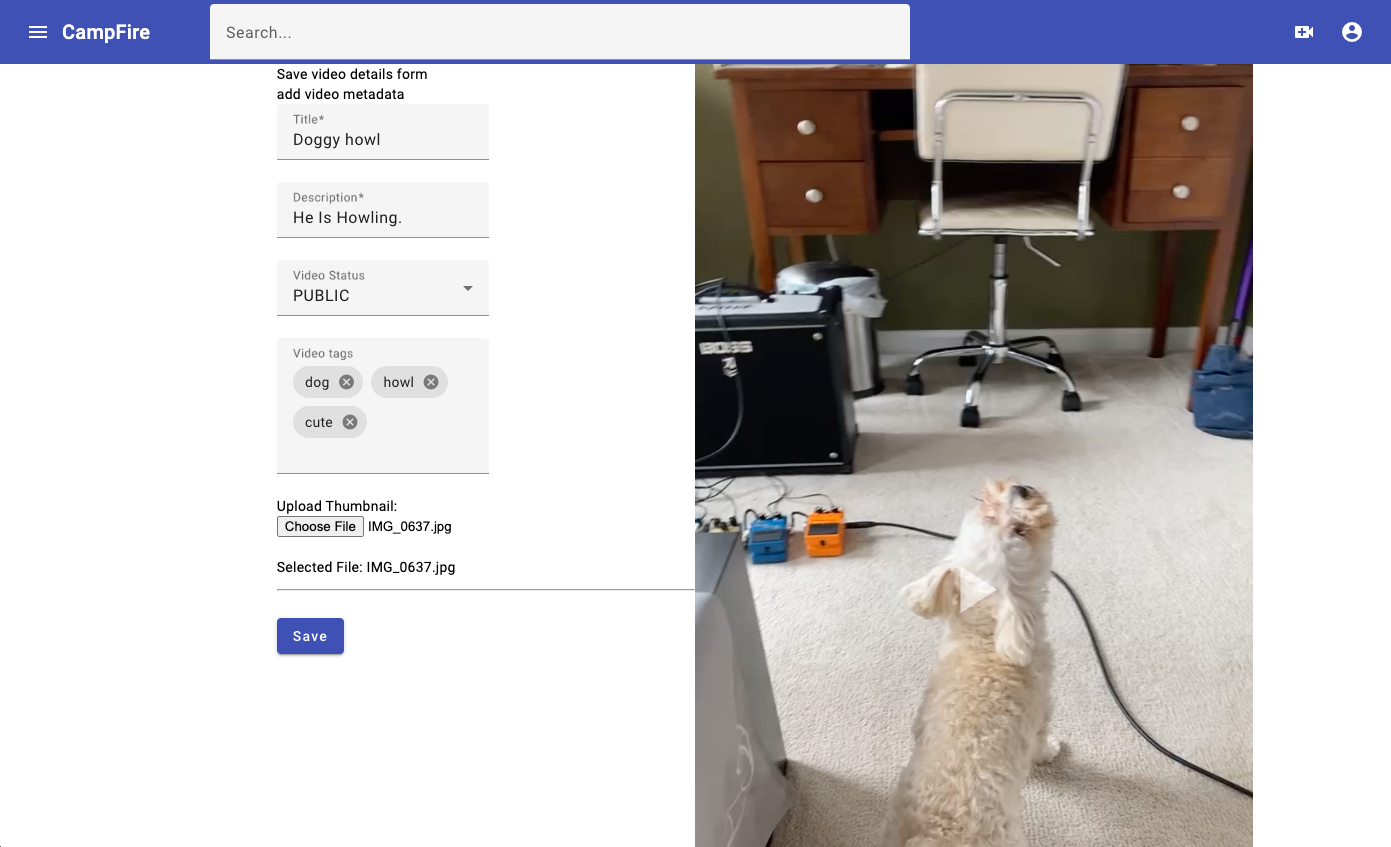 CampFire
Search...
Save video details form
add video metadata
Title*
Doggy howl
Description*
He Is Howling.
Video Status
PUBLIC
Video tags
dog
howl
cute
Upload Thumbnail:
Choose File IMG_0637.jpg
Selected File: IMG_0637.jpg
Save
BOSS